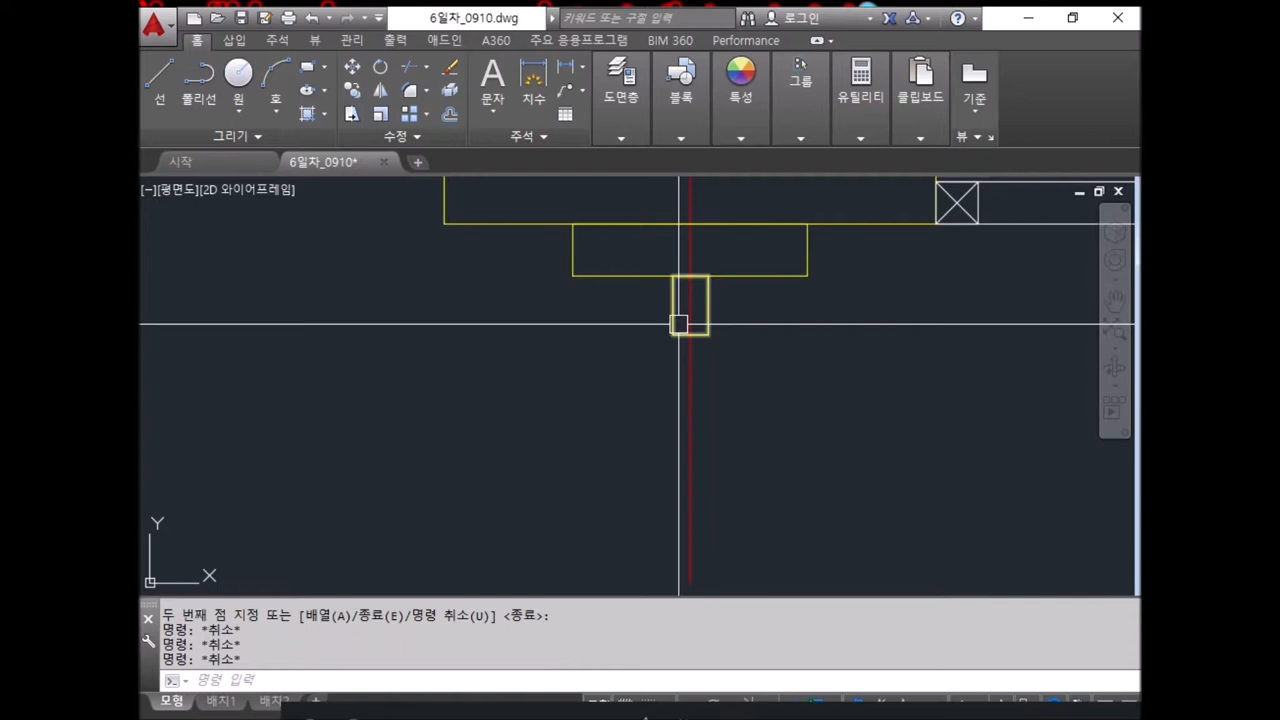 6일차_0910.dwg
키워드 또는 구절 입력
로그인
홈 삽입 주석 뷰 관리 출력 애드인 A360 주요 응용프로그램 BIM 360 Performance
선 폴리선 원 호 문자 치수 도면층 블록 특성 그룹 유틸리티 클립보드 기준
그리기 수정 주석 뷰
시작 6일차_0910*
[−][평면도][2D 와이어프레임]
Y
X
두 번째 점 지정 또는 [배열(A)/종료(E)/명령 취소(U)] <종료>:
명령: *취소*
명령: *취소*
명령: *취소*
명령 입력
모형 배치1 배치2